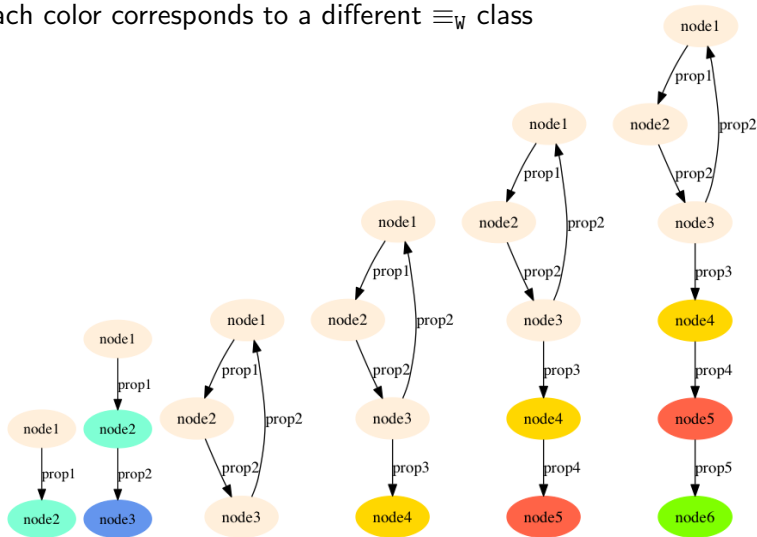 ach color corresponds to a different ≡W class
node1
prop1
node2
node1
prop1
node2
prop2
node3
node1
prop1
node2
prop2
prop2
node3
node1
prop1
node2
prop2
prop2
node3
prop3
node4
node1
prop1
node2
prop2
prop2
node3
prop3
node4
prop4
node5
node1
prop1
node2
prop2
prop2
node3
prop3
node4
prop4
node5
prop5
node6